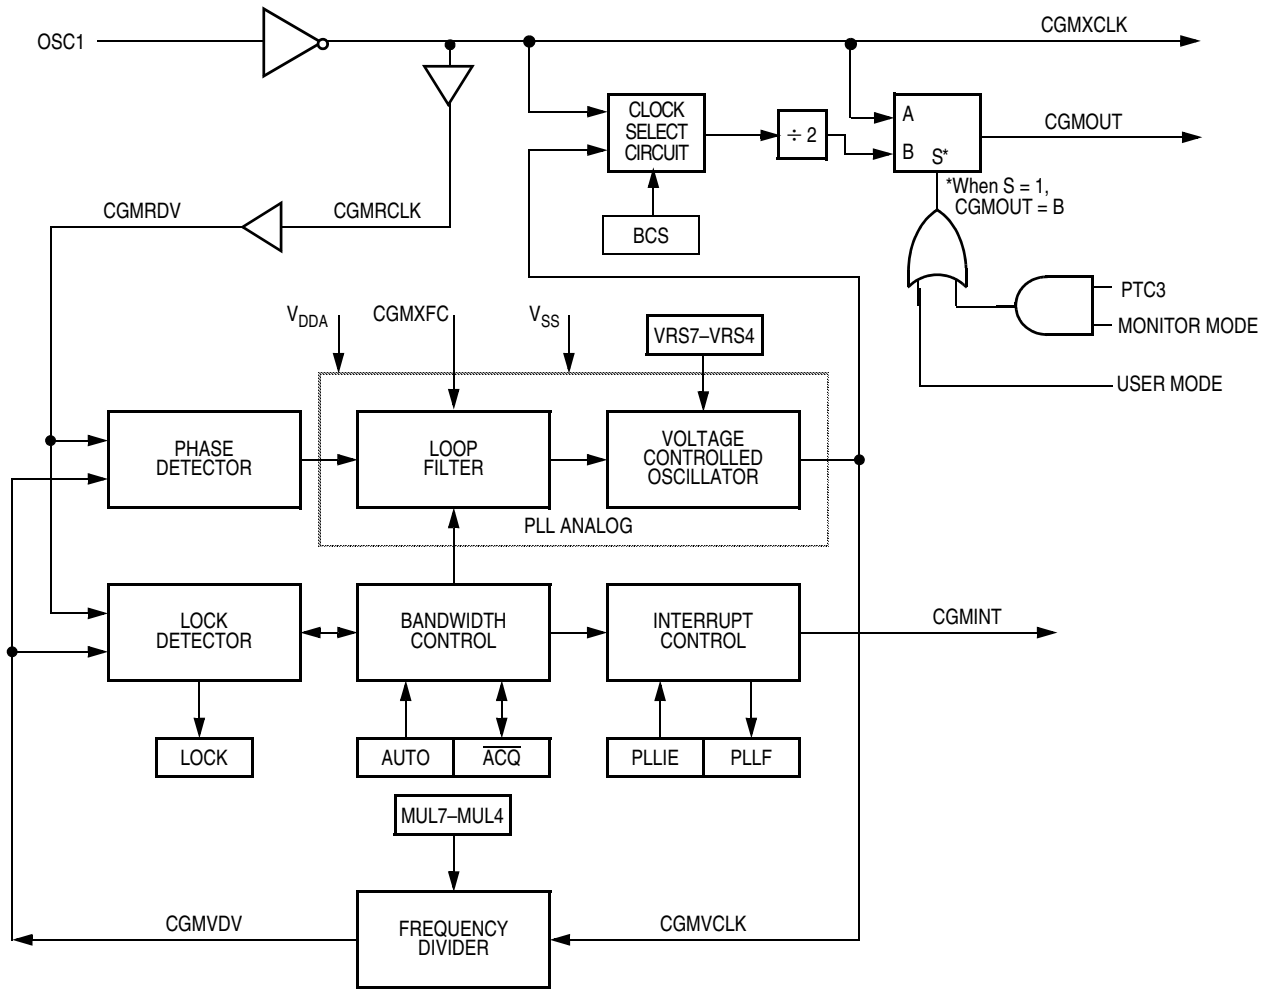 OSC1
CGMXCLK
CLOCK
SELECT
CIRCUIT
÷ 2
A
B
S*
CGMOUT
*When S = 1,
CGMOUT = B
BCS
CGMRDV
CGMRCLK
PTC3
MONITOR MODE
USER MODE
VDDA
CGMXFC
VSS
VRS7–VRS4
PHASE
DETECTOR
LOOP
FILTER
VOLTAGE
CONTROLLED
OSCILLATOR
PLL ANALOG
LOCK
DETECTOR
BANDWIDTH
CONTROL
INTERRUPT
CONTROL
CGMINT
LOCK
AUTO
ACQ
PLLIE
PLLF
MUL7–MUL4
CGMVDV
FREQUENCY
DIVIDER
CGMVCLK